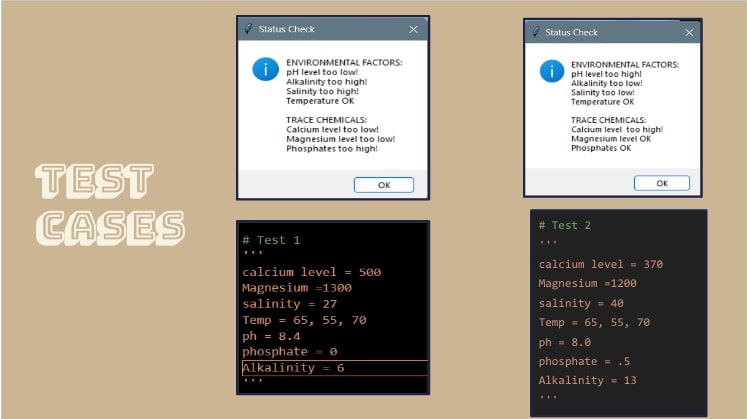 TEST
CASES
Status Check
ENVIRONMENTAL FACTORS:
pH level too low!
Alkalinity too high!
Salinity too high!
Temperature OK
TRACE CHEMICALS:
Calcium level too low!
Magnesium level too low!
Phosphates too high!
OK
# Test 1
'''
calcium level = 500
Magnesium =1300
salinity = 27
Temp = 65, 55, 70
ph = 8.4
phosphate = 0
Alkalinity = 6
'''
Status Check
ENVIRONMENTAL FACTORS:
pH level too high!
Alkalinity too low!
Salinity too low!
Temperature OK
TRACE CHEMICALS:
Calcium level  too high!
Magnesium level OK
Phosphates OK
OK
# Test 2
'''
calcium level = 370
Magnesium =1200
salinity = 40
Temp = 65, 55, 70
ph = 8.0
phosphate = .5
Alkalinity = 13
'''